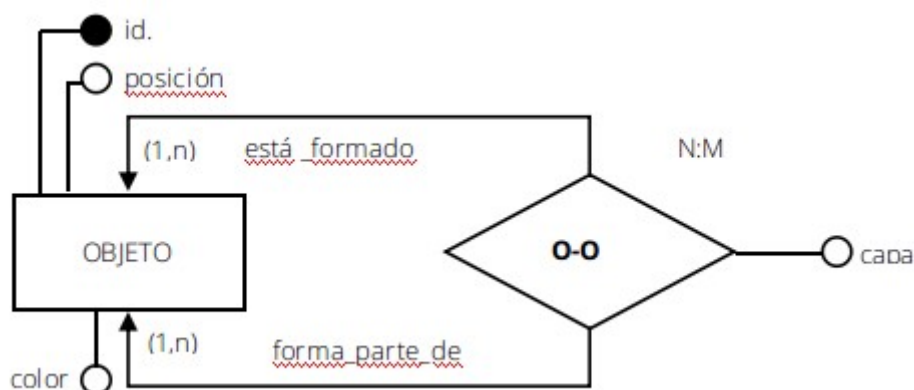 id.
posición
(1,n)
está_formado
N:M
OBJETO
O-O
capa
(1,n)
forma_parte_de
color